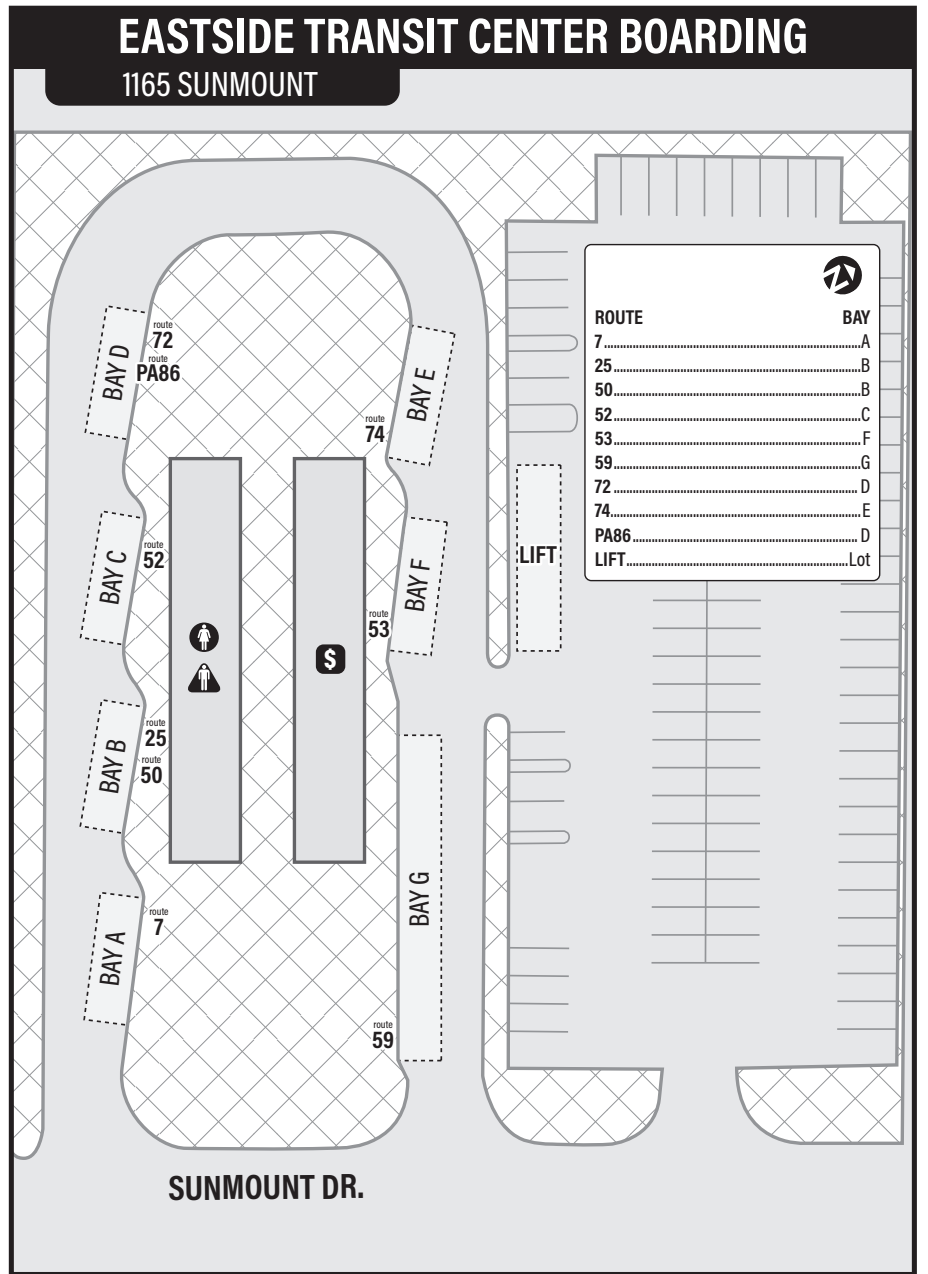 EASTSIDE TRANSIT CENTER BOARDING
1165 SUNMOUNT
ROUTE BAY
7 A
25 B
50 B
52 C
53 F
59 G
72 D
74 E
PA86 D
LIFT Lot
BAY D
route
72
route
PA86
BAY E
route
74
BAY C
route
52
BAY F
route
53
LIFT
$
BAY B
route
25
route
50
BAY A
route
7
BAY G
route
59
SUNMOUNT DR.